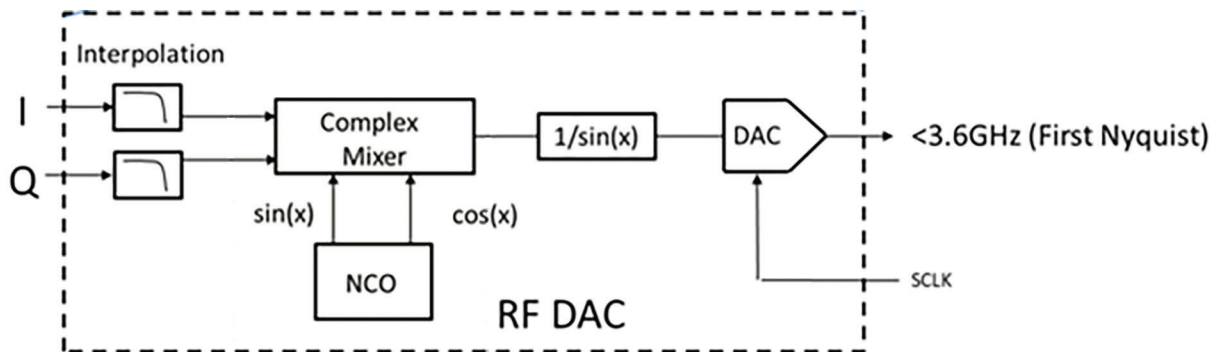 Interpolation
I
Q
Complex
Mixer
1/sin(x)
DAC
<3.6GHz (First Nyquist)
sin(x)
cos(x)
NCO
SCLK
RF DAC